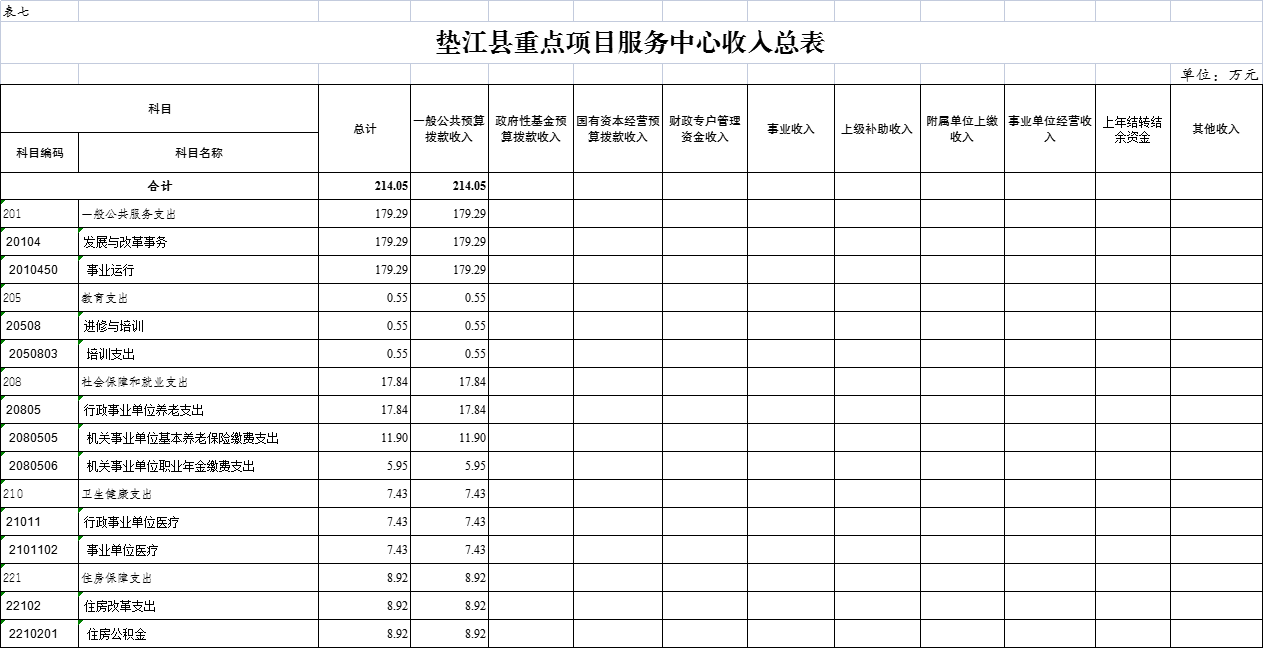 表七
垫江县重点项目服务中心收入总表
单位：万元
科目 总计 一般公共预算拨款收入 政府性基金预算拨款收入 国有资本经营预算拨款收入 财政专户管理资金收入 事业收入 上级补助收入 附属单位上缴收入 事业单位经营收入 上年结转结余资金 其他收入
科目编码 科目名称
合计 214.05 214.05
201 一般公共服务支出 179.29 179.29
20104 发展与改革事务 179.29 179.29
2010450 事业运行 179.29 179.29
205 教育支出 0.55 0.55
20508 进修与培训 0.55 0.55
2050803 培训支出 0.55 0.55
208 社会保障和就业支出 17.84 17.84
20805 行政事业单位养老支出 17.84 17.84
2080505 机关事业单位基本养老保险缴费支出 11.90 11.90
2080506 机关事业单位职业年金缴费支出 5.95 5.95
210 卫生健康支出 7.43 7.43
21011 行政事业单位医疗 7.43 7.43
2101102 事业单位医疗 7.43 7.43
221 住房保障支出 8.92 8.92
22102 住房改革支出 8.92 8.92
2210201 住房公积金 8.92 8.92